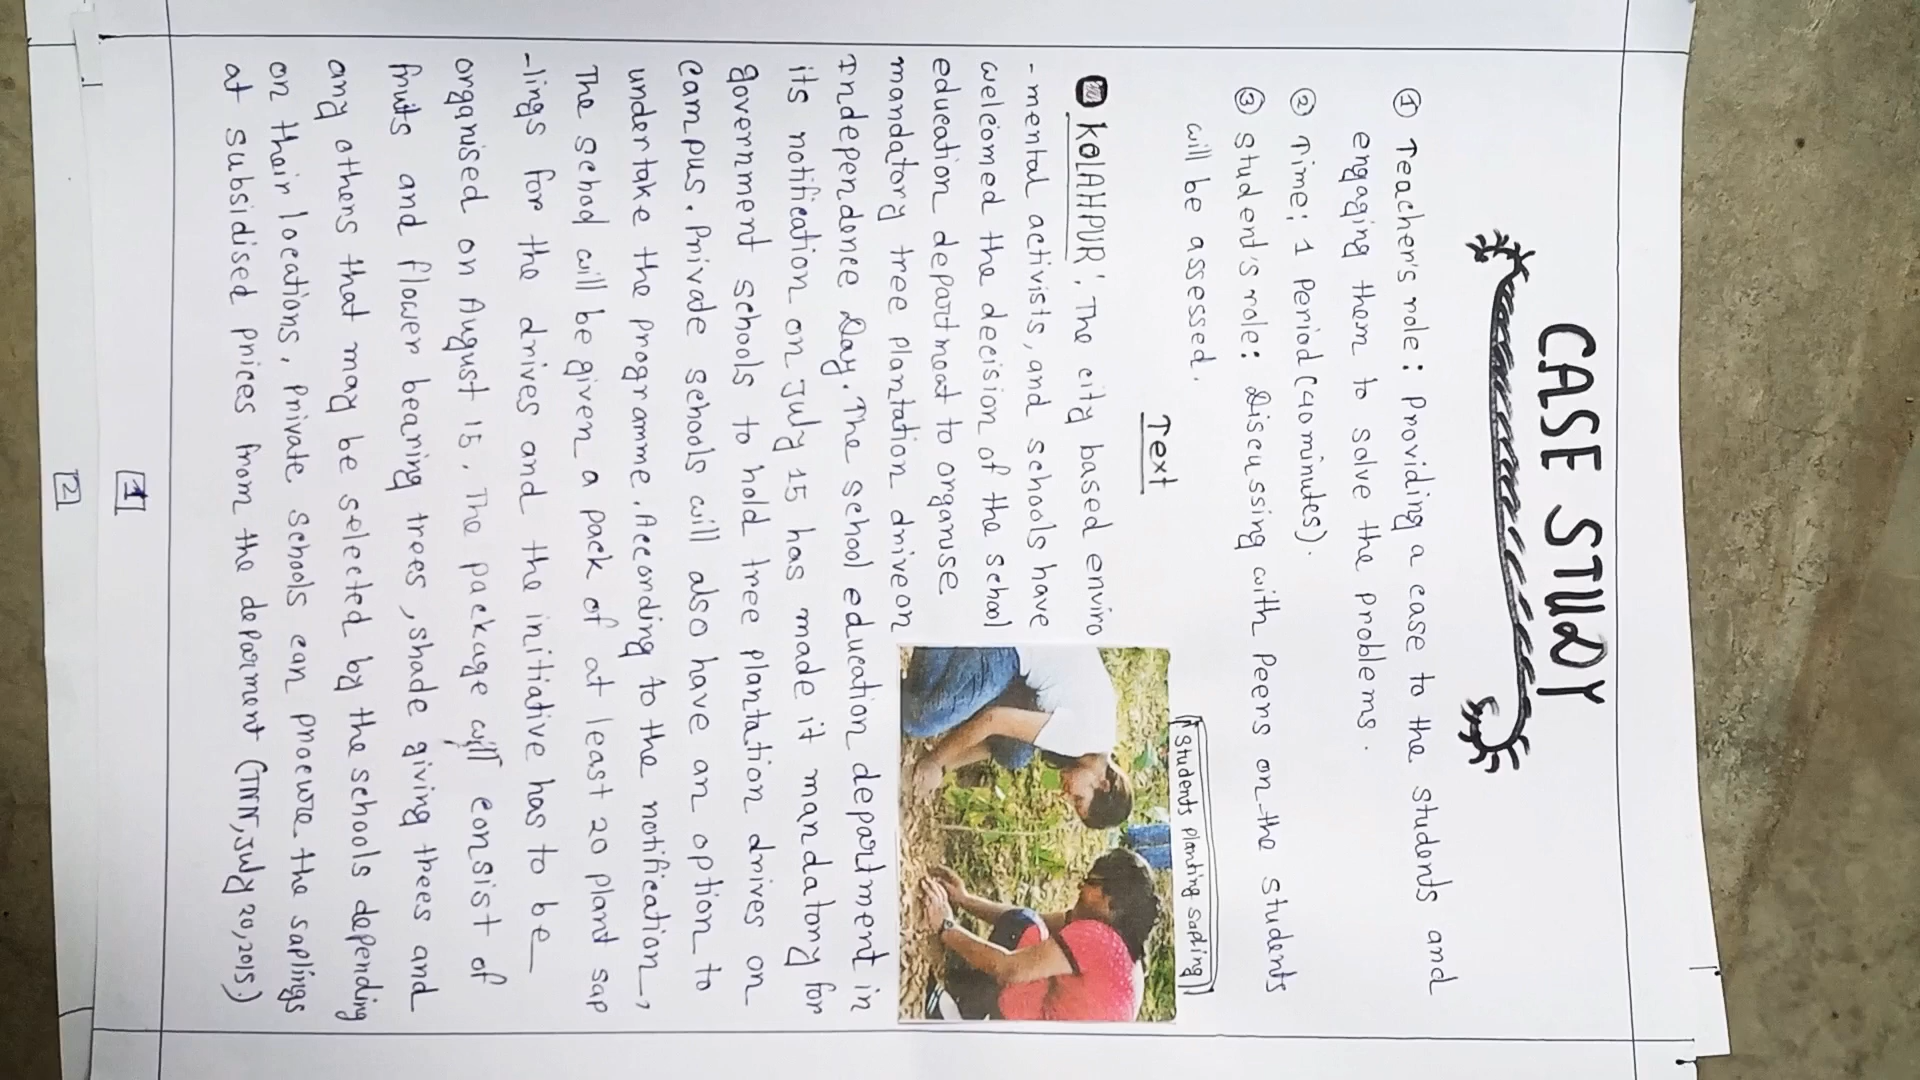 CASE STUDY
① Teacher's role : Providing a case to the students and
engaging them to solve the problems.
② Time: 1 Period (40 minutes).
③ Student's role: Discussing with Peers on the students
will be assessed.
Text
Students planting sapling
KOLAHPUR: The city based enviro
-mental activists, and schools have
welcomed the decision of the school
education department to organise
mandatory tree plantation drive on
Independence Day. The school education department in
its notification on July 15 has made it mandatory for
government schools to hold tree plantation drives on
Campus. Private schools will also have an option to
undertake the programme. According to the notification,
The school will be given a pack of at least 20 plant sap
-lings for the drives and the initiative has to be
organised on August 15. The package will consist of
fruits and flower bearing trees, shade giving trees and
any others that may be selected by the schools depending
on their locations. Private schools can procure the saplings
at subsidised prices from the deparment (TNN, July 20, 2015.)
1
2